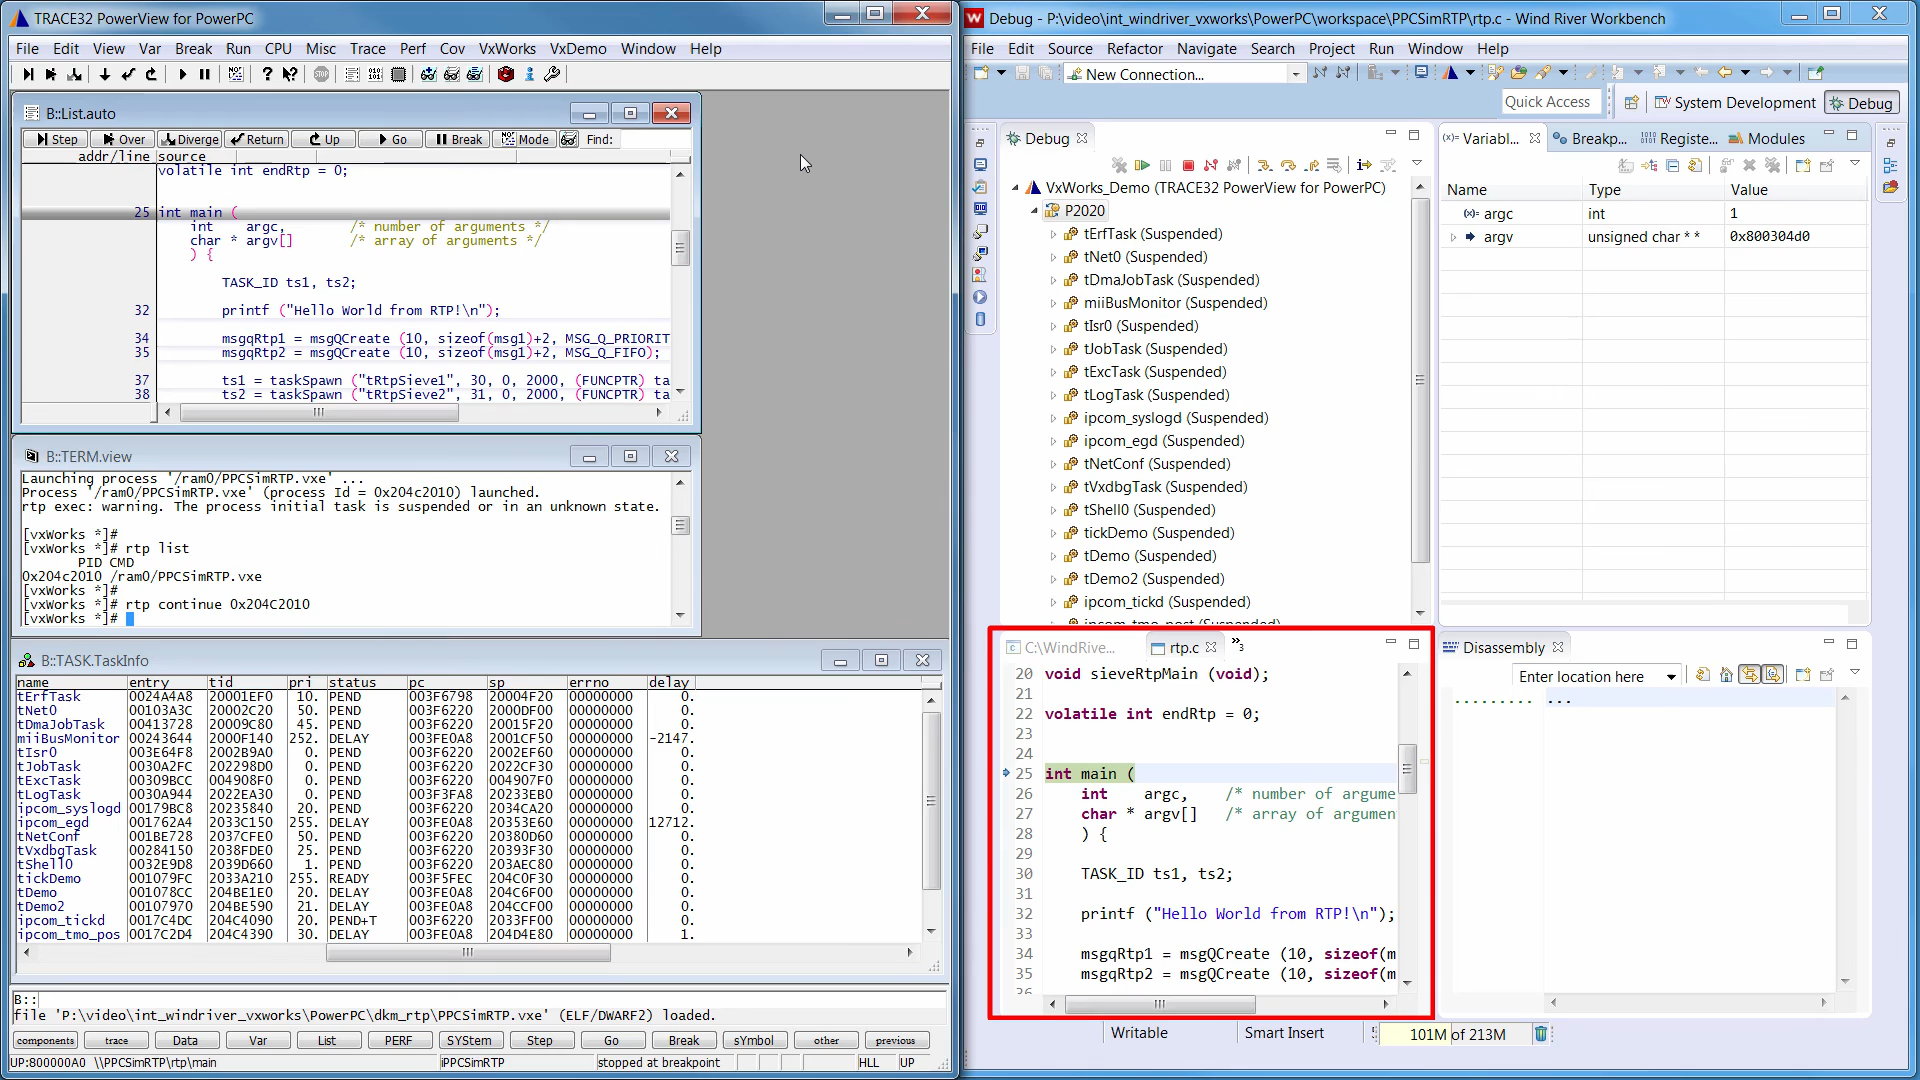 TRACE32 PowerView for PowerPC
File Edit View Var Break Run CPU Misc Trace Perf Cov VxWorks VxDemo Window Help
B::List.auto
Step Over Diverge Return Up Go Break Mode Find:
addr/line source
volatile int endRtp = 0;
25 int main (
int argc, /* number of arguments */
char * argv[] /* array of arguments */
) {
TASK_ID ts1, ts2;
32 printf ("Hello World from RTP!\n");
34 msgqRtp1 = msgQCreate (10, sizeof(msg1)+2, MSG_Q_PRIORIT
35 msgqRtp2 = msgQCreate (10, sizeof(msg1)+2, MSG_Q_FIFO);
37 ts1 = taskSpawn ("tRtpSieve1", 30, 0, 2000, (FUNCPTR) ta
38 ts2 = taskSpawn ("tRtpSieve2", 31, 0, 2000, (FUNCPTR) ta
B::TERM.view
Launching process '/ram0/PPCSimRTP.vxe' ...
Process '/ram0/PPCSimRTP.vxe' (process Id = 0x204c2010) launched.
rtp exec: warning. The process initial task is suspended or in an unknown state.
[vxWorks *]#
[vxWorks *]# rtp list
PID CMD
0x204c2010 /ram0/PPCSimRTP.vxe
[vxWorks *]#
[vxWorks *]# rtp continue 0x204C2010
[vxWorks *]#
B::TASK.TaskInfo
name entry tid pri status pc sp errno delay
tErfTask 0024A4A8 20001EF0 10. PEND 003F6798 20004F20 00000000 0.
tNet0 00103A3C 20002C20 50. PEND 003F6220 2000DF00 00000000 0.
tDmaJobTask 00413728 20009C80 45. PEND 003F6220 20015F20 00000000 0.
miiBusMonitor 00243644 2000F140 252. DELAY 003FE0A8 2001CF50 00000000 -2147.
tIsr0 003E64F8 2002B9A0 0. PEND 003F6220 2002EF60 00000000 0.
tJobTask 0030A2FC 202298D0 0. PEND 003F6220 2022CF30 00000000 0.
tExcTask 00309BCC 004908F0 0. PEND 003F6220 004907F0 00000000 0.
tLogTask 0030A944 2022EA30 0. PEND 003F3FA8 20233EB0 00000000 0.
ipcom_syslogd 00179BC8 20235840 20. PEND 003F6220 2034CA20 00000000 0.
ipcom_egd 001762A4 2033C150 255. DELAY 003FE0A8 20353E60 00000000 12712.
tNetConf 001BE728 2037CFE0 50. PEND 003F6220 20380D60 00000000 0.
tVxdbgTask 00284150 2038FDE0 25. PEND 003F6220 20393F30 00000000 0.
tShell0 0032E9D8 2039D660 1. PEND 003F6220 203AEC80 00000000 0.
tickDemo 001079FC 2033A210 255. READY 003F5FEC 204C0F30 00000000 0.
tDemo 001078CC 204BE1E0 20. DELAY 003FE0A8 204C6F00 00000000 0.
tDemo2 00107970 204BE590 21. DELAY 003FE0A8 204CCF00 00000000 0.
ipcom_tickd 0017C4DC 204C4090 20. PEND+T 003F6220 2033FF00 00000000 0.
ipcom_tmo_pos 0017C2D4 204C4390 30. DELAY 003FE0A8 204D4E80 00000000 1.
B::
file 'P:\video\int_windriver_vxworks\PowerPC\dkm_rtp\PPCSimRTP.vxe' (ELF/DWARF2) loaded.
components trace Data Var List PERF SYStem Step Go Break sYmbol other previous
UP:800000A0 \\PPCSimRTP\rtp\main iPPCSimRTP stopped at breakpoint HLL UP
Debug - P:\video\int_windriver_vxworks\PowerPC\workspace\PPCSimRTP\rtp.c - Wind River Workbench
File Edit Source Refactor Navigate Search Project Run Window Help
New Connection...
Quick Access System Development Debug
Debug
VxWorks_Demo (TRACE32 PowerView for PowerPC)
P2020
tErfTask (Suspended)
tNet0 (Suspended)
tDmaJobTask (Suspended)
miiBusMonitor (Suspended)
tIsr0 (Suspended)
tJobTask (Suspended)
tExcTask (Suspended)
tLogTask (Suspended)
ipcom_syslogd (Suspended)
ipcom_egd (Suspended)
tNetConf (Suspended)
tVxdbgTask (Suspended)
tShell0 (Suspended)
tickDemo (Suspended)
tDemo (Suspended)
tDemo2 (Suspended)
ipcom_tickd (Suspended)
Variabl... Breakp... Registe... Modules
Name Type Value
(x)= argc int 1
argv unsigned char * * 0x800304d0
C:\WindRive... rtp.c »3
20 void sieveRtpMain (void);
21
22 volatile int endRtp = 0;
23
24
25 int main (
26 int argc, /* number of argume
27 char * argv[] /* array of argumen
28 ) {
29
30 TASK_ID ts1, ts2;
31
32 printf ("Hello World from RTP!\n");
33
34 msgqRtp1 = msgQCreate (10, sizeof(m
35 msgqRtp2 = msgQCreate (10, sizeof(m
36
Disassembly
Enter location here
......... ...
Writable Smart Insert 101M of 213M